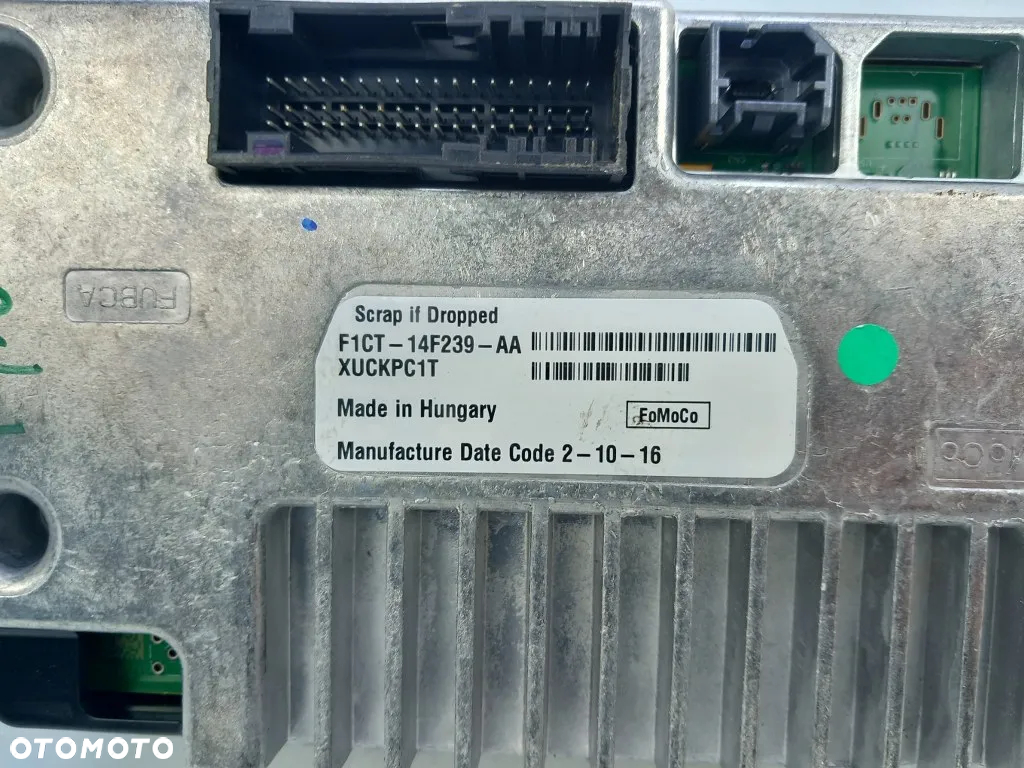 FUBCA
Scrap if Dropped
F1CT-14F239-AA
XUCKPC1T
Made in Hungary
FoMoCo
Manufacture Date Code 2-10-16
OTOMOTO